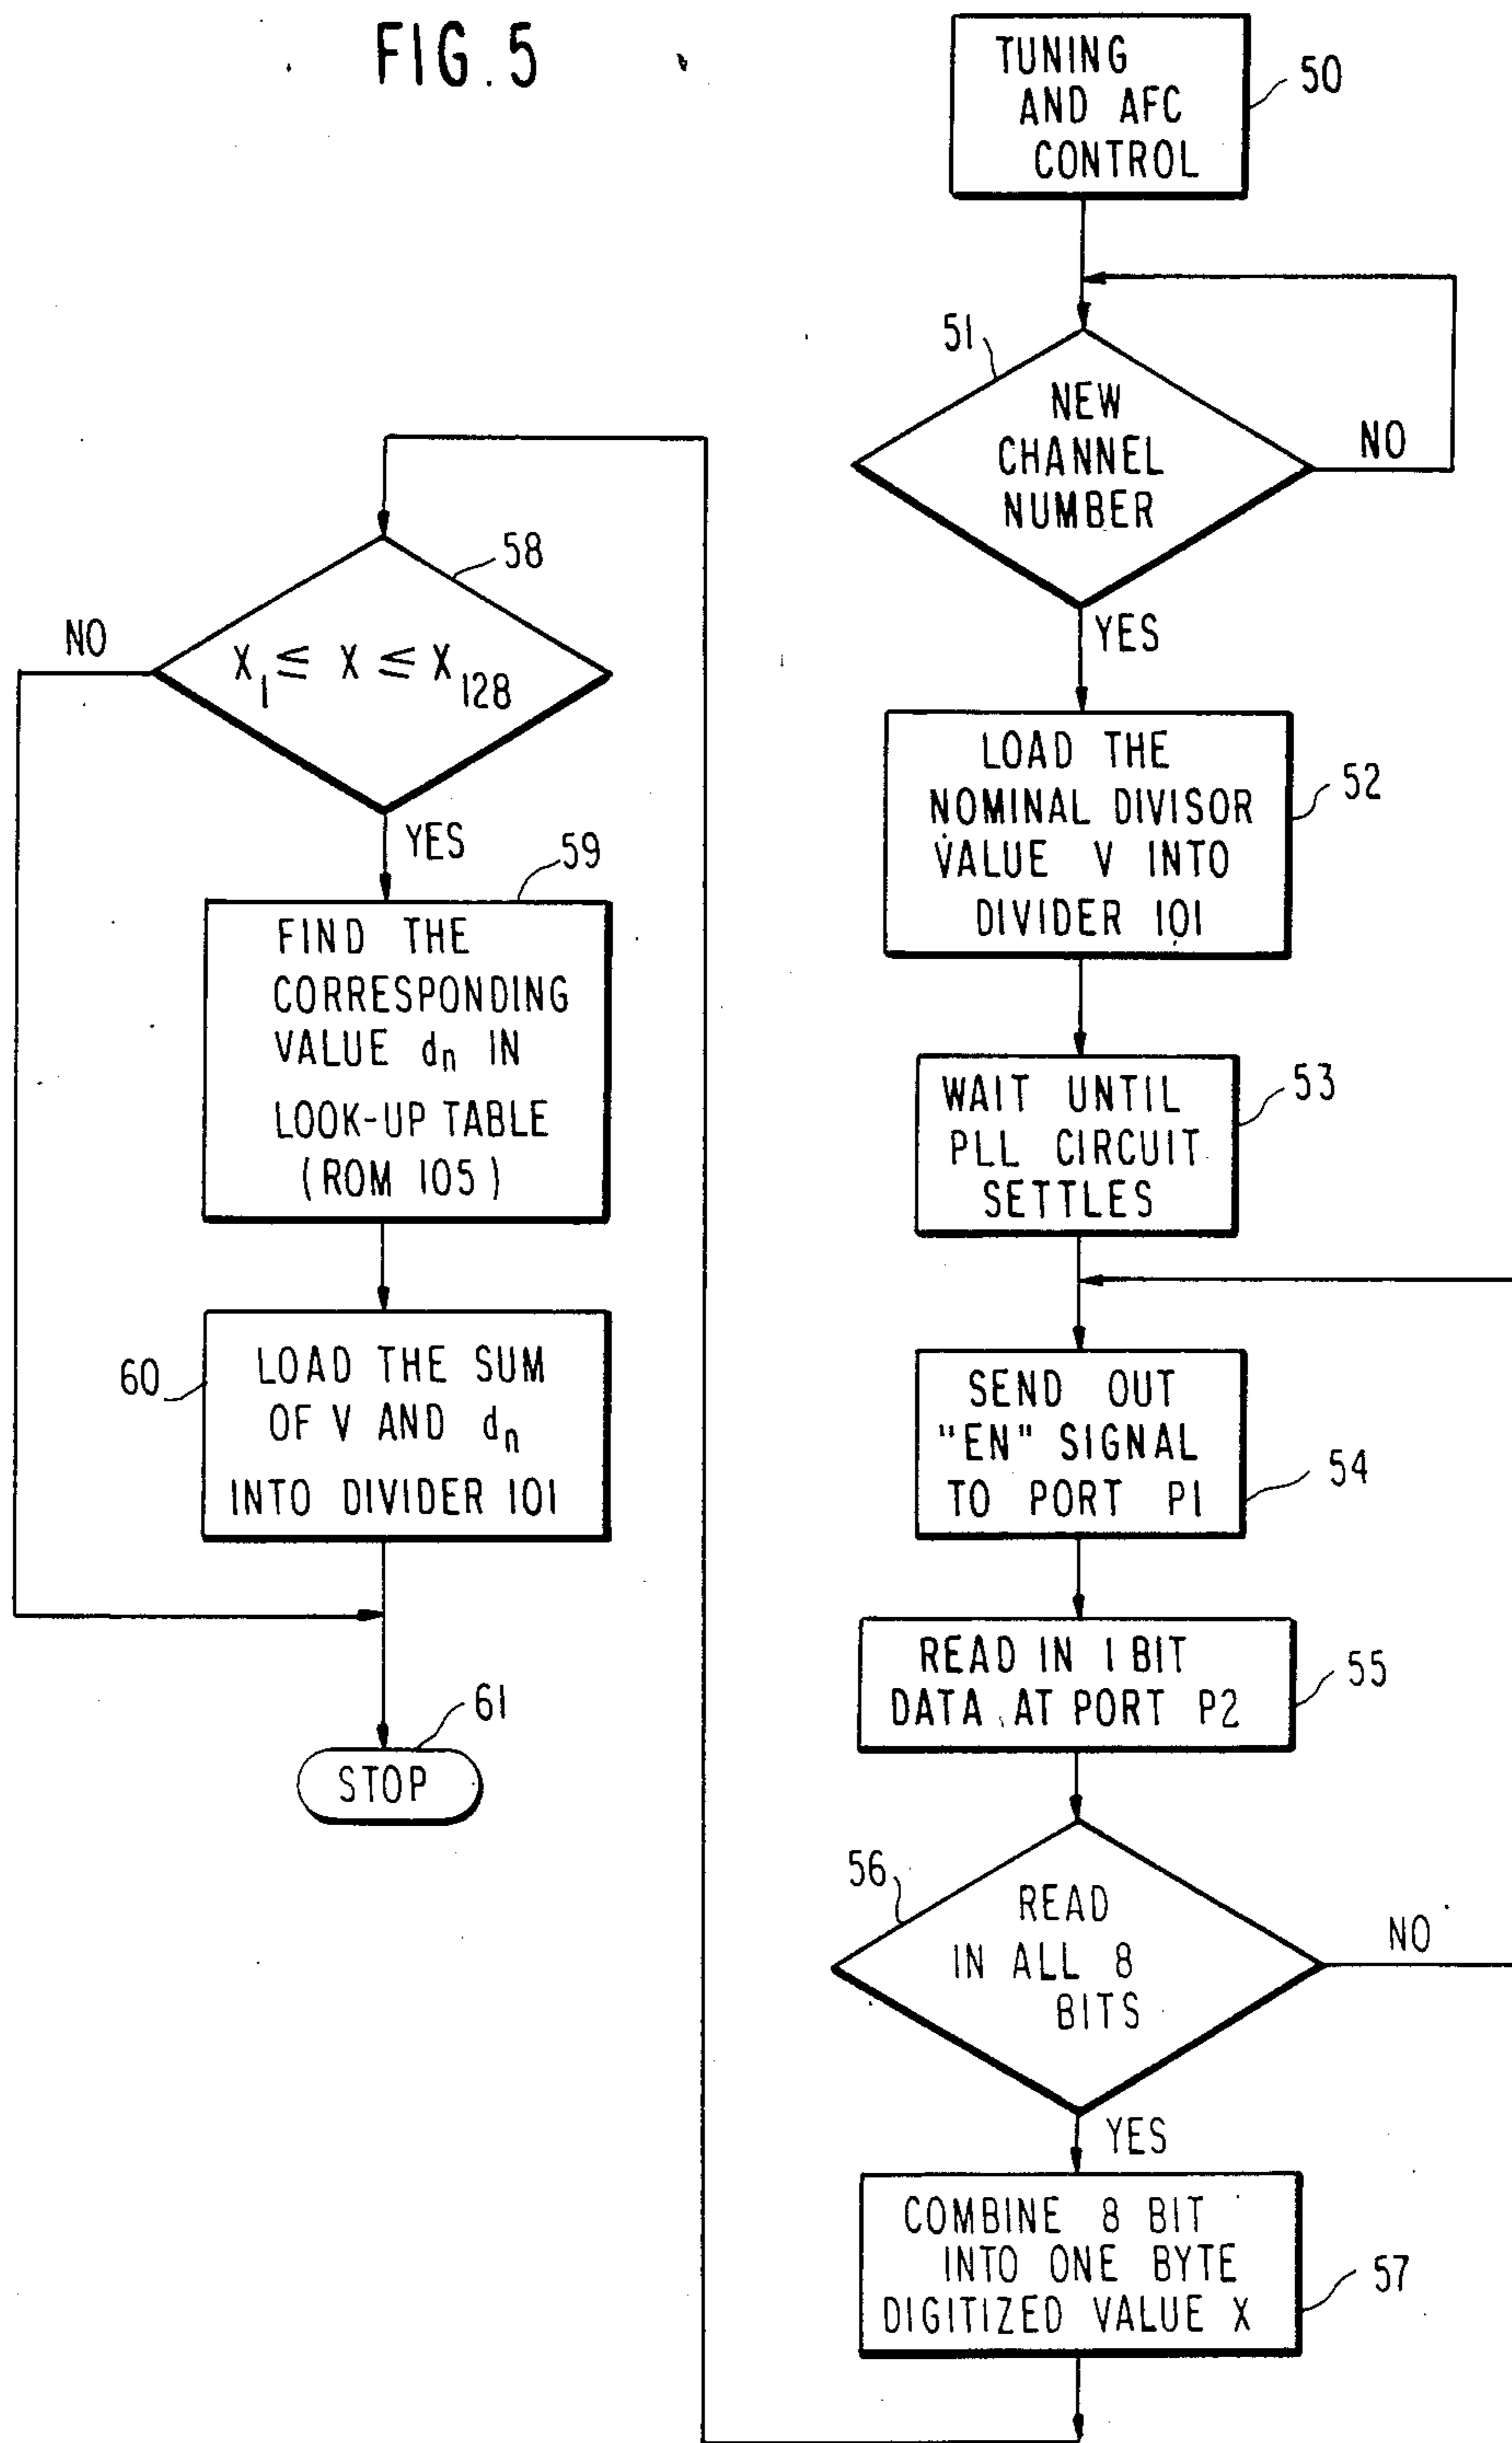 FIG. 5
TUNING
AND AFC
CONTROL
50
51
NEW
CHANNEL
NUMBER
NO
YES
LOAD THE
NOMINAL DIVISOR
VALUE V INTO
DIVIDER 101
52
WAIT UNTIL
PLL CIRCUIT
SETTLES
53
SEND OUT
"EN" SIGNAL
TO PORT P1
54
READ IN 1 BIT
DATA AT PORT P2
55
56
READ
IN ALL 8
BITS
NO
YES
COMBINE 8 BIT
INTO ONE BYTE
DIGITIZED VALUE X
57
58
X₁ ≦ X ≦ X₁₂₈
NO
YES
59
FIND THE
CORRESPONDING
VALUE dₙ IN
LOOK-UP TABLE
(ROM 105)
60
LOAD THE SUM
OF V AND dₙ
INTO DIVIDER 101
61
STOP